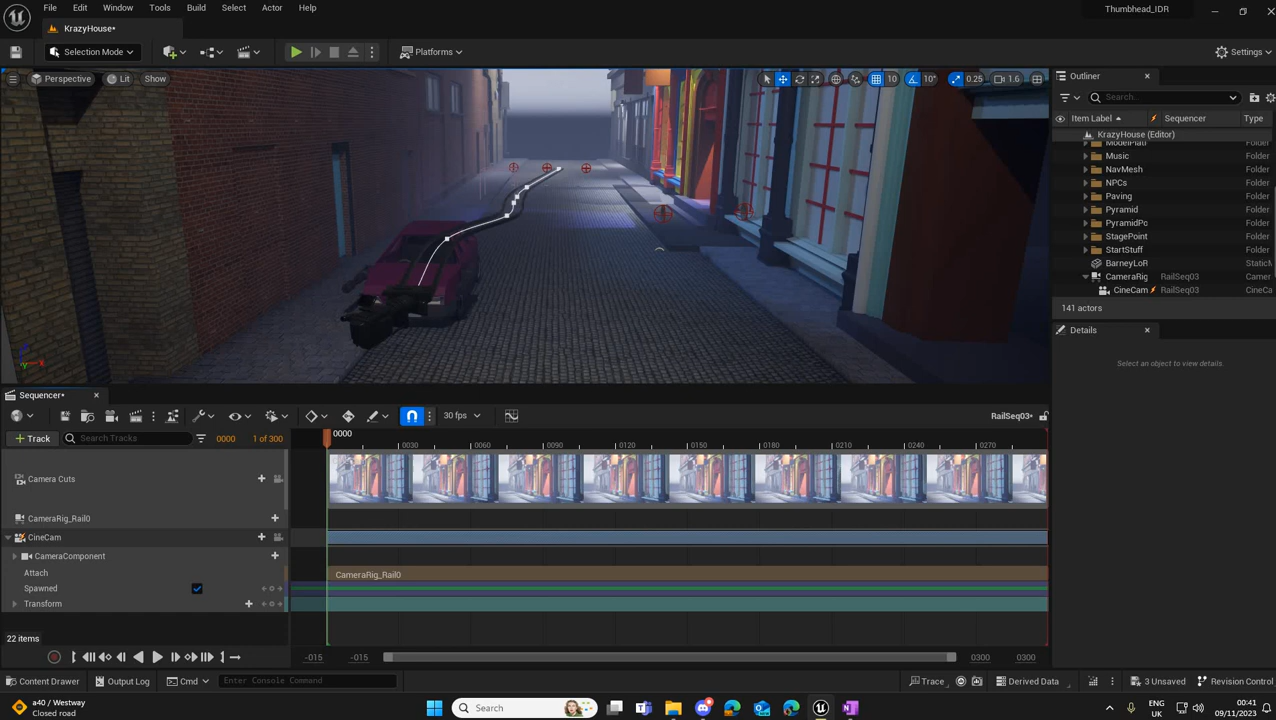 File Edit Window Tools Build Select Actor Help
Thumbhead_IDR
KrazyHouse*
Selection Mode
Platforms
Settings
Perspective Lit Show
10 10° 0.25 1.6
Outliner
Search...
Item Label Sequencer Type
KrazyHouse (Editor)
ModelPlati Folder
Music Folder
NavMesh Folder
NPCs Folder
Paving Folder
Pyramid Folder
PyramidPc Folder
StagePoint Folder
StartStuff Folder
BarneyLoR StaticM
CameraRig RailSeq03 Camer
CineCam RailSeq03 CineCa
141 actors
Details
Select an object to view details.
z
y
x
Sequencer*
30 fps
RailSeq03*
Track
Search Tracks
0000 1 of 300
0000
0030 0060 0090 0120 0150 0180 0210 0240 0270
Camera Cuts
CameraRig_Rail0
CineCam
CameraComponent
Attach
CameraRig_Rail0
Spawned
Transform
22 items
-015 -015 0300 0300
Content Drawer Output Log Cmd Enter Console Command
Trace Derived Data 3 Unsaved Revision Control
a40 / Westway
Closed road
Search
ENG
UK
00:41
09/11/2023